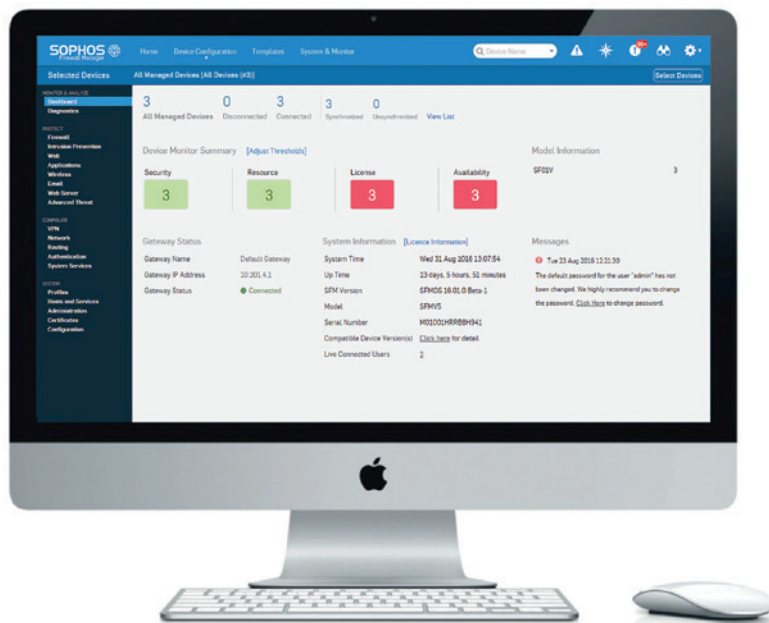 SOPHOS
Firewall Manager
Home Device Configuration Templates System & Monitor
Device Name
Selected Devices
All Managed Devices (All Devices (#3))
Select Devices
MONITOR & ANALYZE
Dashboard
Diagnostics
PROTECT
Firewall
Intrusion Prevention
Web
Applications
Wireless
Email
Web Server
Advanced Threat
CONFIGURE
VPN
Network
Routing
Authentication
System Services
SYSTEM
Profiles
Hosts and Services
Administration
Certificates
Configuration
3 0 3 3 0
All Managed Devices Disconnected Connected Synchronized Unsynchronized View List
Device Monitor Summary [Adjust Thresholds]
Security Resource License Availability
3 3 3 3
Model Information
SF01V 3
Gateway Status
Gateway Name Default Gateway
Gateway IP Address 10.201.4.1
Gateway Status Connected
System Information [Licence Information]
System Time Wed 31 Aug 2016 13:07:54
Up Time 23 days, 5 hours, 51 minutes
SFM Version SFMOS 16.01.0 Beta-1
Model SFMV5
Serial Number
Compatible Device Version(s) Click here for detail
Live Connected Users 2
Messages
Tue 23 Aug 2016 12:21:30
The default password for the user "admin" has not
been changed. We highly recommend you to change
the password. Click Here to change password.